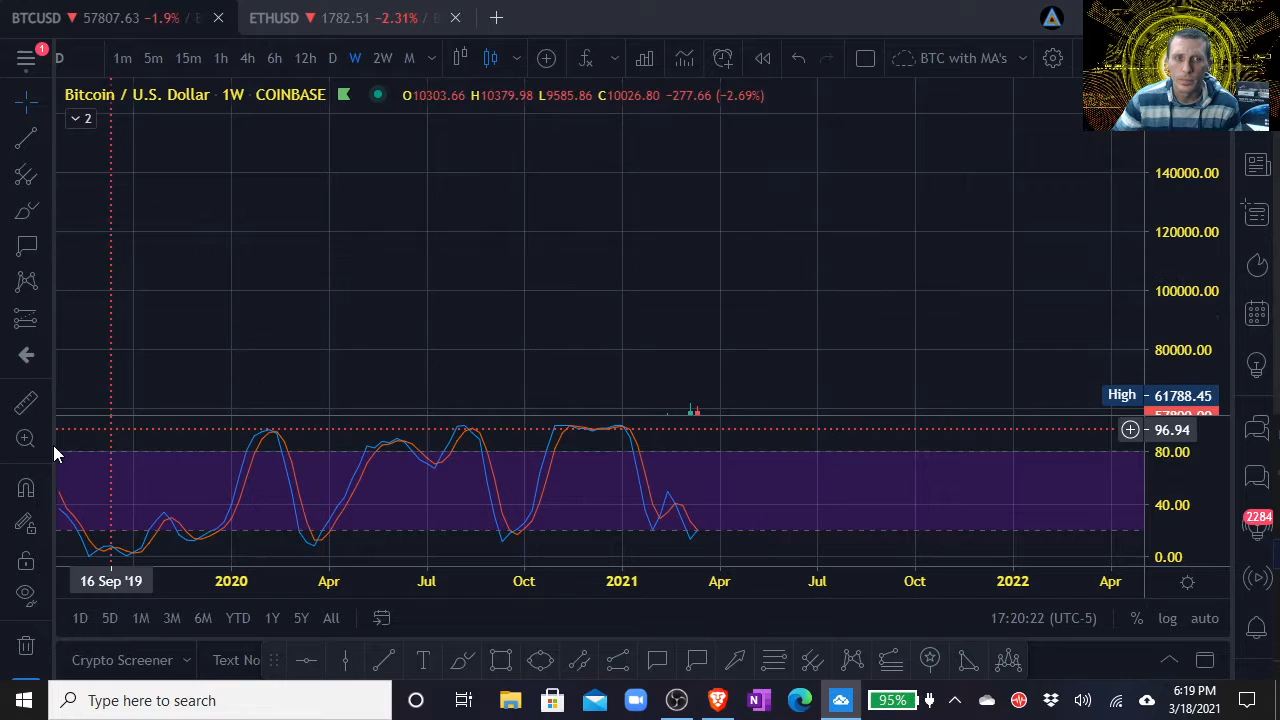 BTCUSD ▼ 57807.63 −1.9% / ETHUSD ▼ 1782.51 −2.31% /
1
D 1m 5m 15m 1h 4h 6h 12h D W 2W M BTC with MA's
Bitcoin / U.S. Dollar · 1W · COINBASE O10303.66 H10379.98 L9585.86 C10026.80 −277.66 (−2.69%)
2
140000.00
120000.00
100000.00
80000.00
High 61788.45
96.94
80.00
40.00
2284
0.00
16 Sep '19 2020 Apr Jul Oct 2021 Apr Jul Oct 2022 Apr
1D 5D 1M 3M 6M YTD 1Y 5Y All 17:20:22 (UTC-5) % log auto
Crypto Screener Text No
Type here to search 95% 6:19 PM
3/18/2021